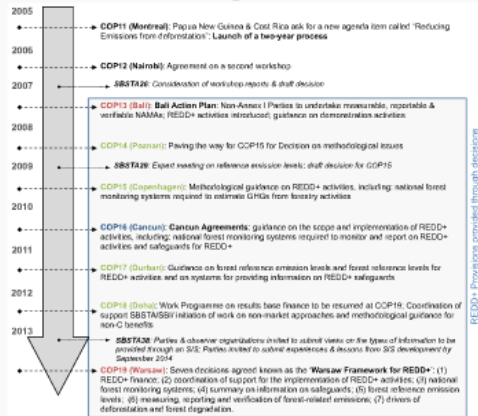 2005
COP11 (Montreal): Papua New Guinea & Costa Rica ask for a new agenda item called "Reducing
Emissions from deforestation": Launch of a two-year process
2006
COP12 (Nairobi): Agreement on a second workshop
2007
SBSTA26: Consideration of workshop reports & draft decision
COP13 (Bali): Bali Action Plan: Non-Annex I Parties to undertake measurable, reportable &
verifiable NAMAs; REDD+ activities introduced; guidance on demonstration activities
2008
COP14 (Poznan): Paving the way for COP15 for Decision on methodological issues
2009
SBSTA29: Expert meeting on reference emission levels; draft decision for COP15
COP15 (Copenhagen): Methodological guidance on REDD+ activities, including: national forest
monitoring systems required to estimate GHGs from forestry activities
2010
COP16 (Cancun): Cancun Agreements: guidance on the scope and implementation of REDD+
activities, including: national forest monitoring systems required to monitor and report on REDD+
activities and safeguards for REDD+
2011
COP17 (Durban): Guidance on forest reference emission levels and forest reference levels for
REDD+ activities and on systems for providing information on REDD+ safeguards
2012
COP18 (Doha): Work Programme on results base finance to be resumed at COP19; Coordination of
support SBSTA/SBI/ initiation of work on non-market approaches and methodological guidance for
non-C benefits
2013
SBSTA38: Parties & observer organizations invited to submit views on the types of information to be
provided through an SIS; Parties invited to submit experiences & lessons from SIS development by
September 2014
COP19 (Warsaw): Seven decisions agreed known as the 'Warsaw Framework for REDD+': (1)
REDD+ finance; (2) coordination of support for the implementation of REDD+ activities; (3) national
forest monitoring systems; (4) summary on information on safeguards; (5) forest reference emission
levels; (6) measuring, reporting and verification of forest-related emissions; (7) drivers of
deforestation and forest degradation.
REDD+ Provisions provided through decisions